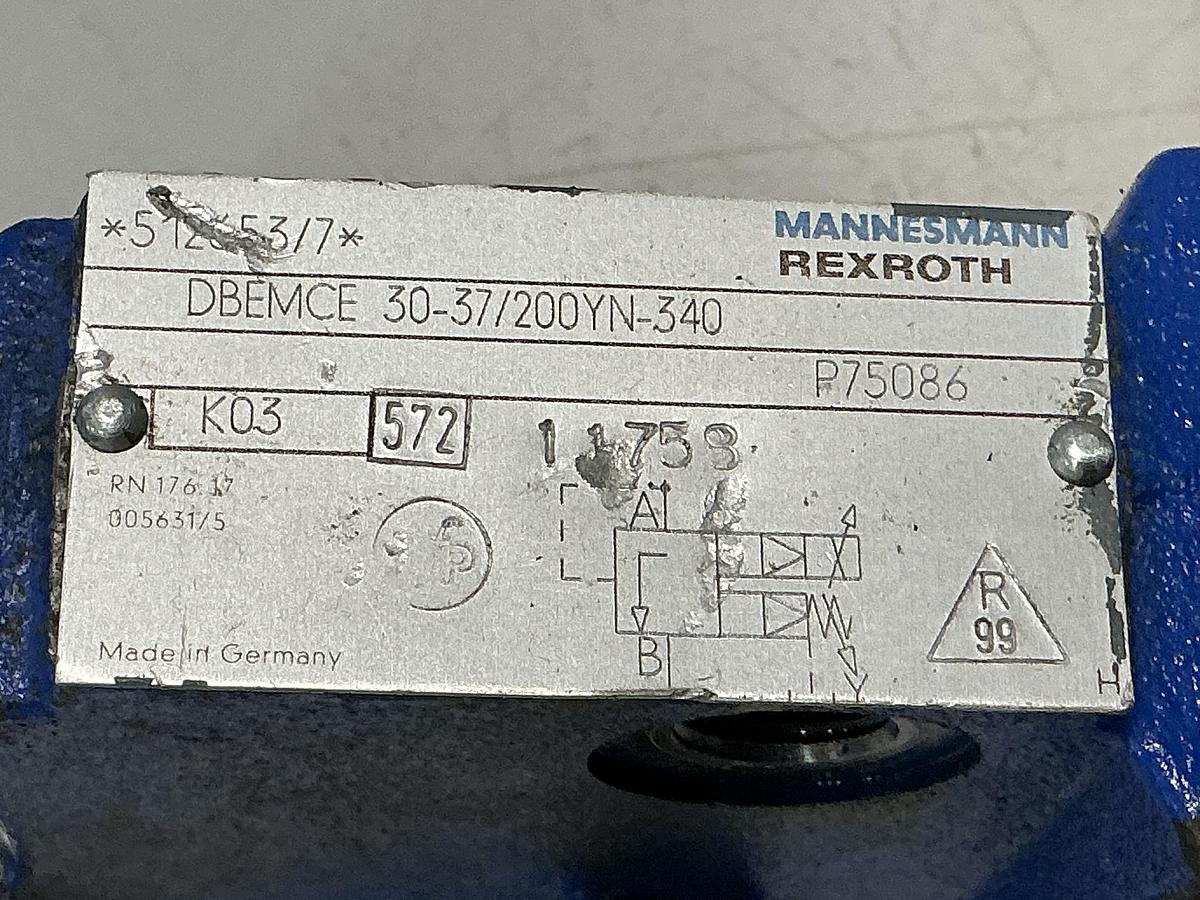 MANNESMANN
REXROTH
DBEMCE 30-37/200YN-340
P75086
K03
572
RN 176 17
005631/5
A
B
Y
R
99
Made in Germany
H